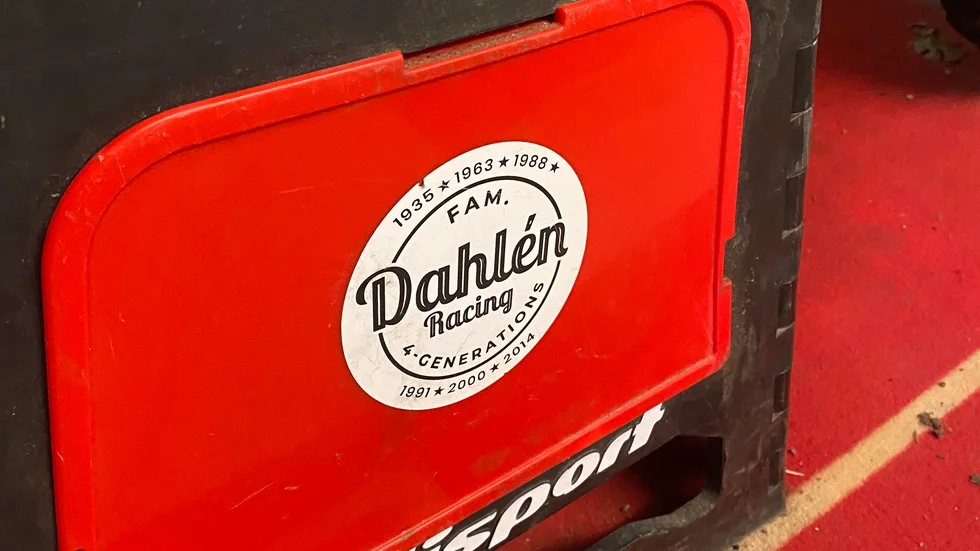 1935 ★ 1963 ★ 1988 ★
FAM.
Dahlén
Racing
4-GENERATIONS
1991 ★ 2000 ★ 2014